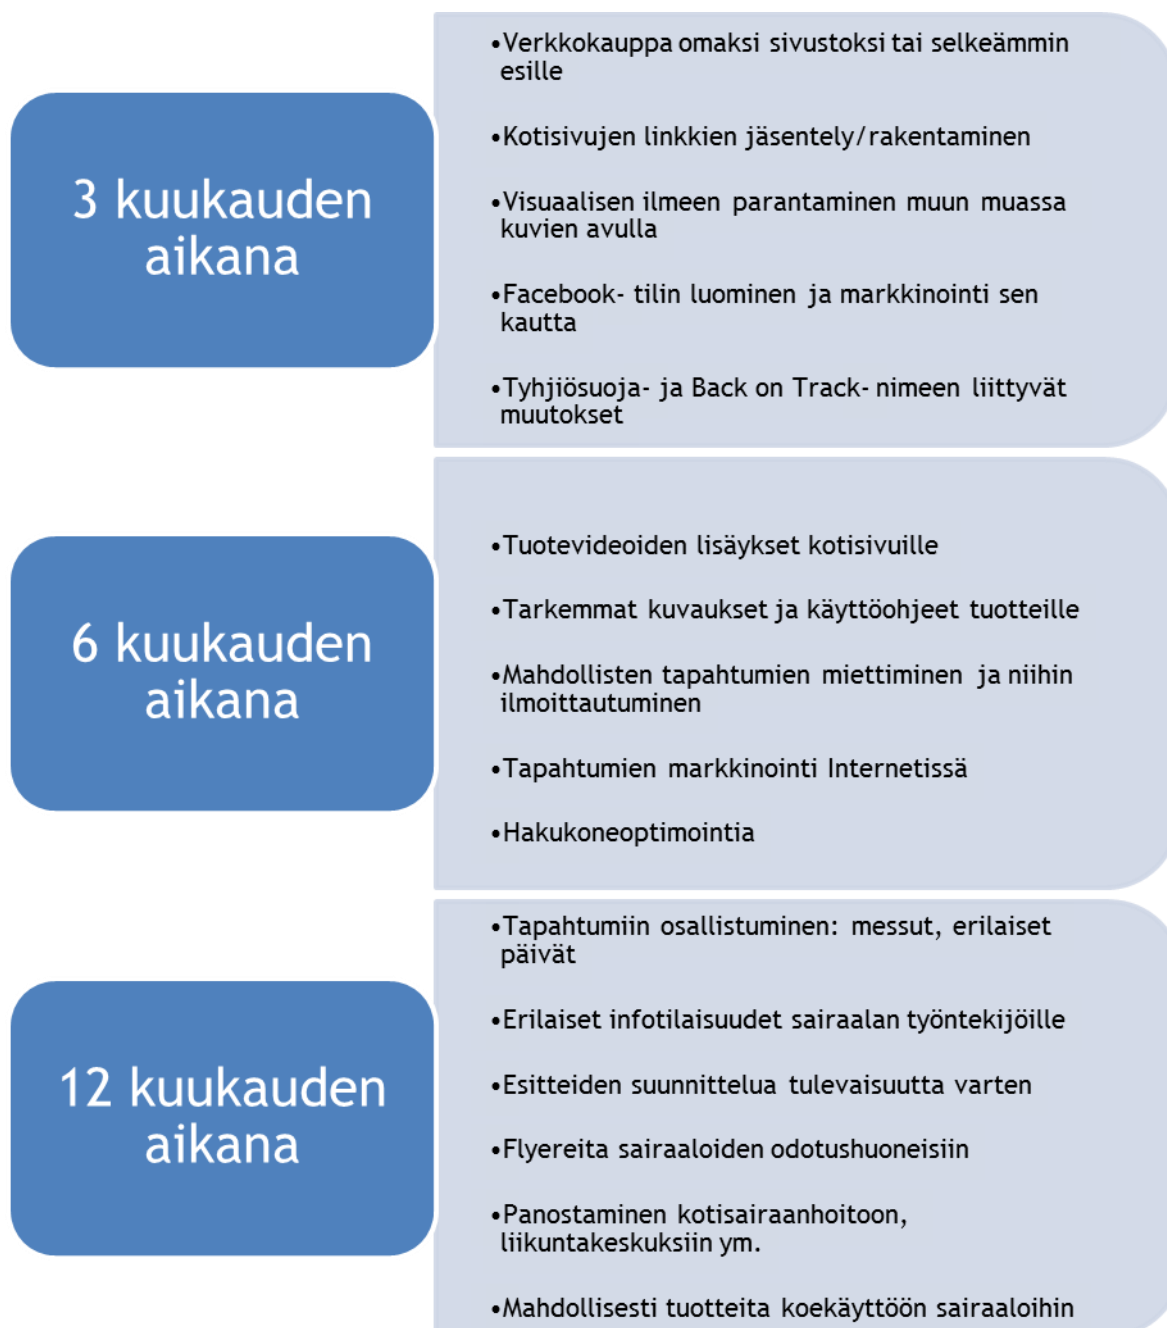 3 kuukauden
aikana
•Verkkokauppa omaksi sivustoksi tai selkeämmin
esille
•Kotisivujen linkkien jäsentely/rakentaminen
•Visuaalisen ilmeen parantaminen muun muassa
kuvien avulla
•Facebook- tilin luominen ja markkinointi sen
kautta
•Tyhjiösuoja- ja Back on Track- nimeen liittyvät
muutokset
6 kuukauden
aikana
•Tuotevideoiden lisäykset kotisivuille
•Tarkemmat kuvaukset ja käyttöohjeet tuotteille
•Mahdollisten tapahtumien miettiminen ja niihin
ilmoittautuminen
•Tapahtumien markkinointi Internetissä
•Hakukoneoptimointia
12 kuukauden
aikana
•Tapahtumiin osallistuminen: messut, erilaiset
päivät
•Erilaiset infotilaisuudet sairaalan työntekijöille
•Esitteiden suunnittelua tulevaisuutta varten
•Flyereita sairaaloiden odotushuoneisiin
•Panostaminen kotisairaanhoitoon,
liikuntakeskuksiin ym.
•Mahdollisesti tuotteita koekäyttöön sairaaloihin